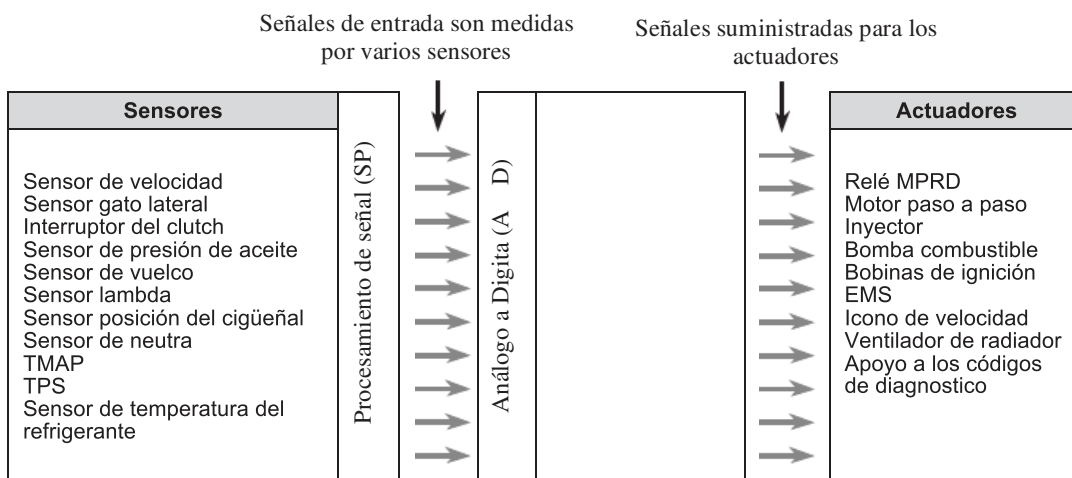 Señales de entrada son medidas
por varios sensores
Señales suministradas para los
actuadores
Sensores
Sensor de velocidad
Sensor gato lateral
Interruptor del clutch
Sensor de presión de aceite
Sensor de vuelco
Sensor lambda
Sensor posición del cigüeñal
Sensor de neutra
TMAP
TPS
Sensor de temperatura del
refrigerante
Procesamiento de señal (SP)
Análogo a Digita (A D)
Actuadores
Relé MPRD
Motor paso a paso
Inyector
Bomba combustible
Bobinas de ignición
EMS
Icono de velocidad
Ventilador de radiador
Apoyo a los códigos
de diagnostico